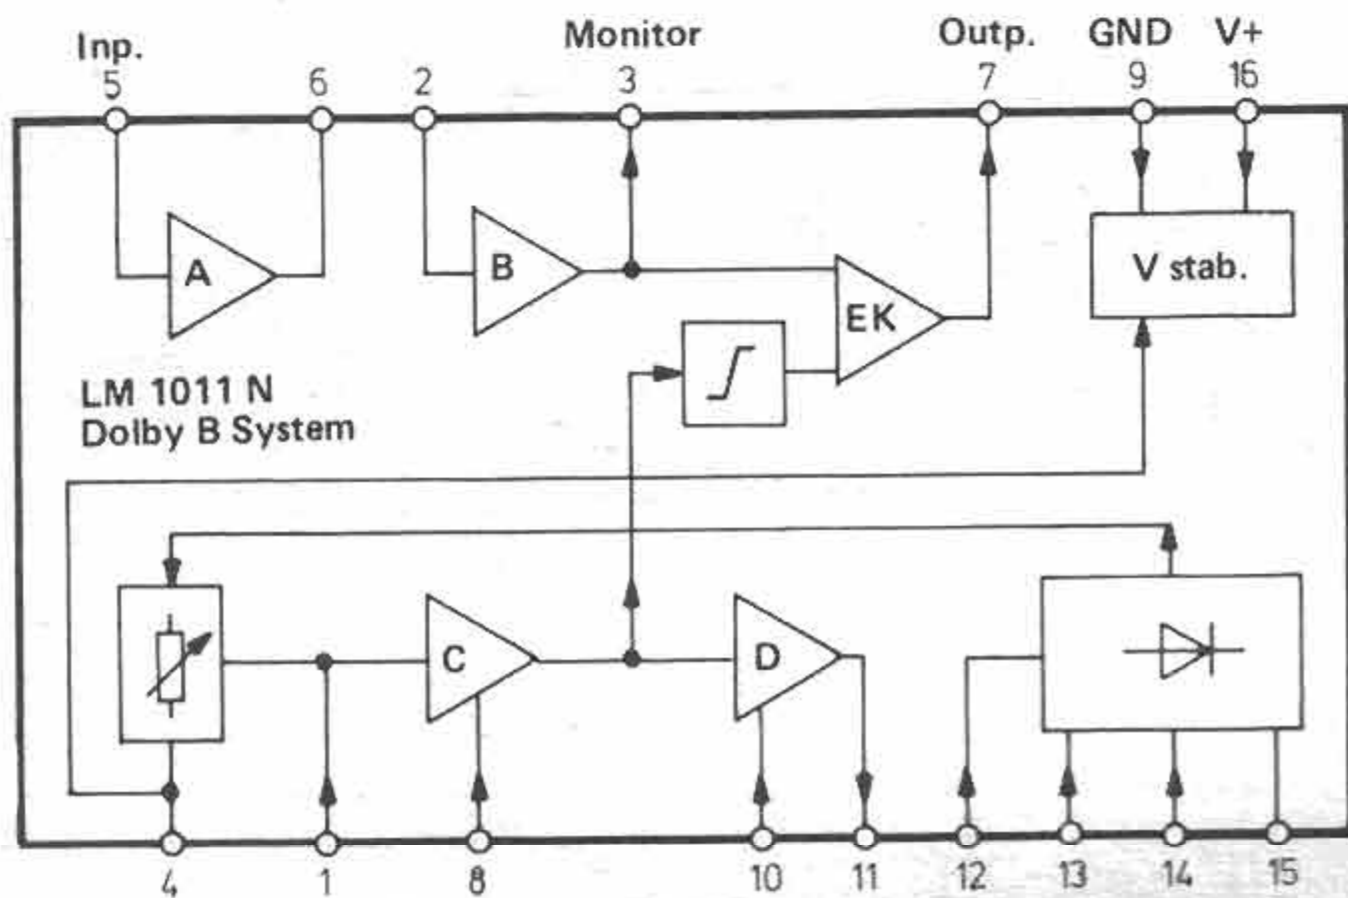 Inp. Monitor Outp. GND V+
5 6 2 3 7 9 16
A B EK V stab.
LM 1011 N
Dolby B System
C D
4 1 8 10 11 12 13 14 15